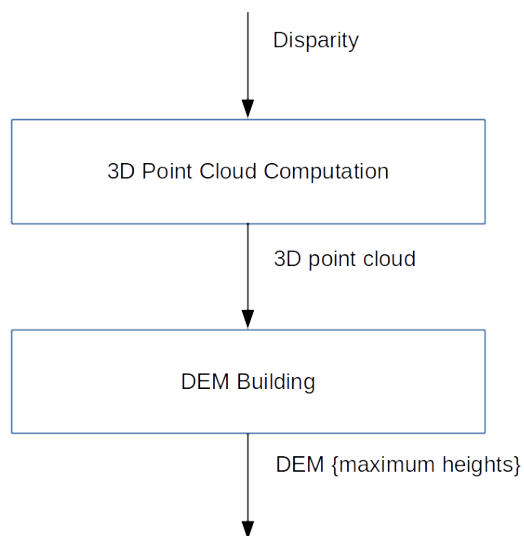 Disparity
3D Point Cloud Computation
3D point cloud
DEM Building
DEM {maximum heights}